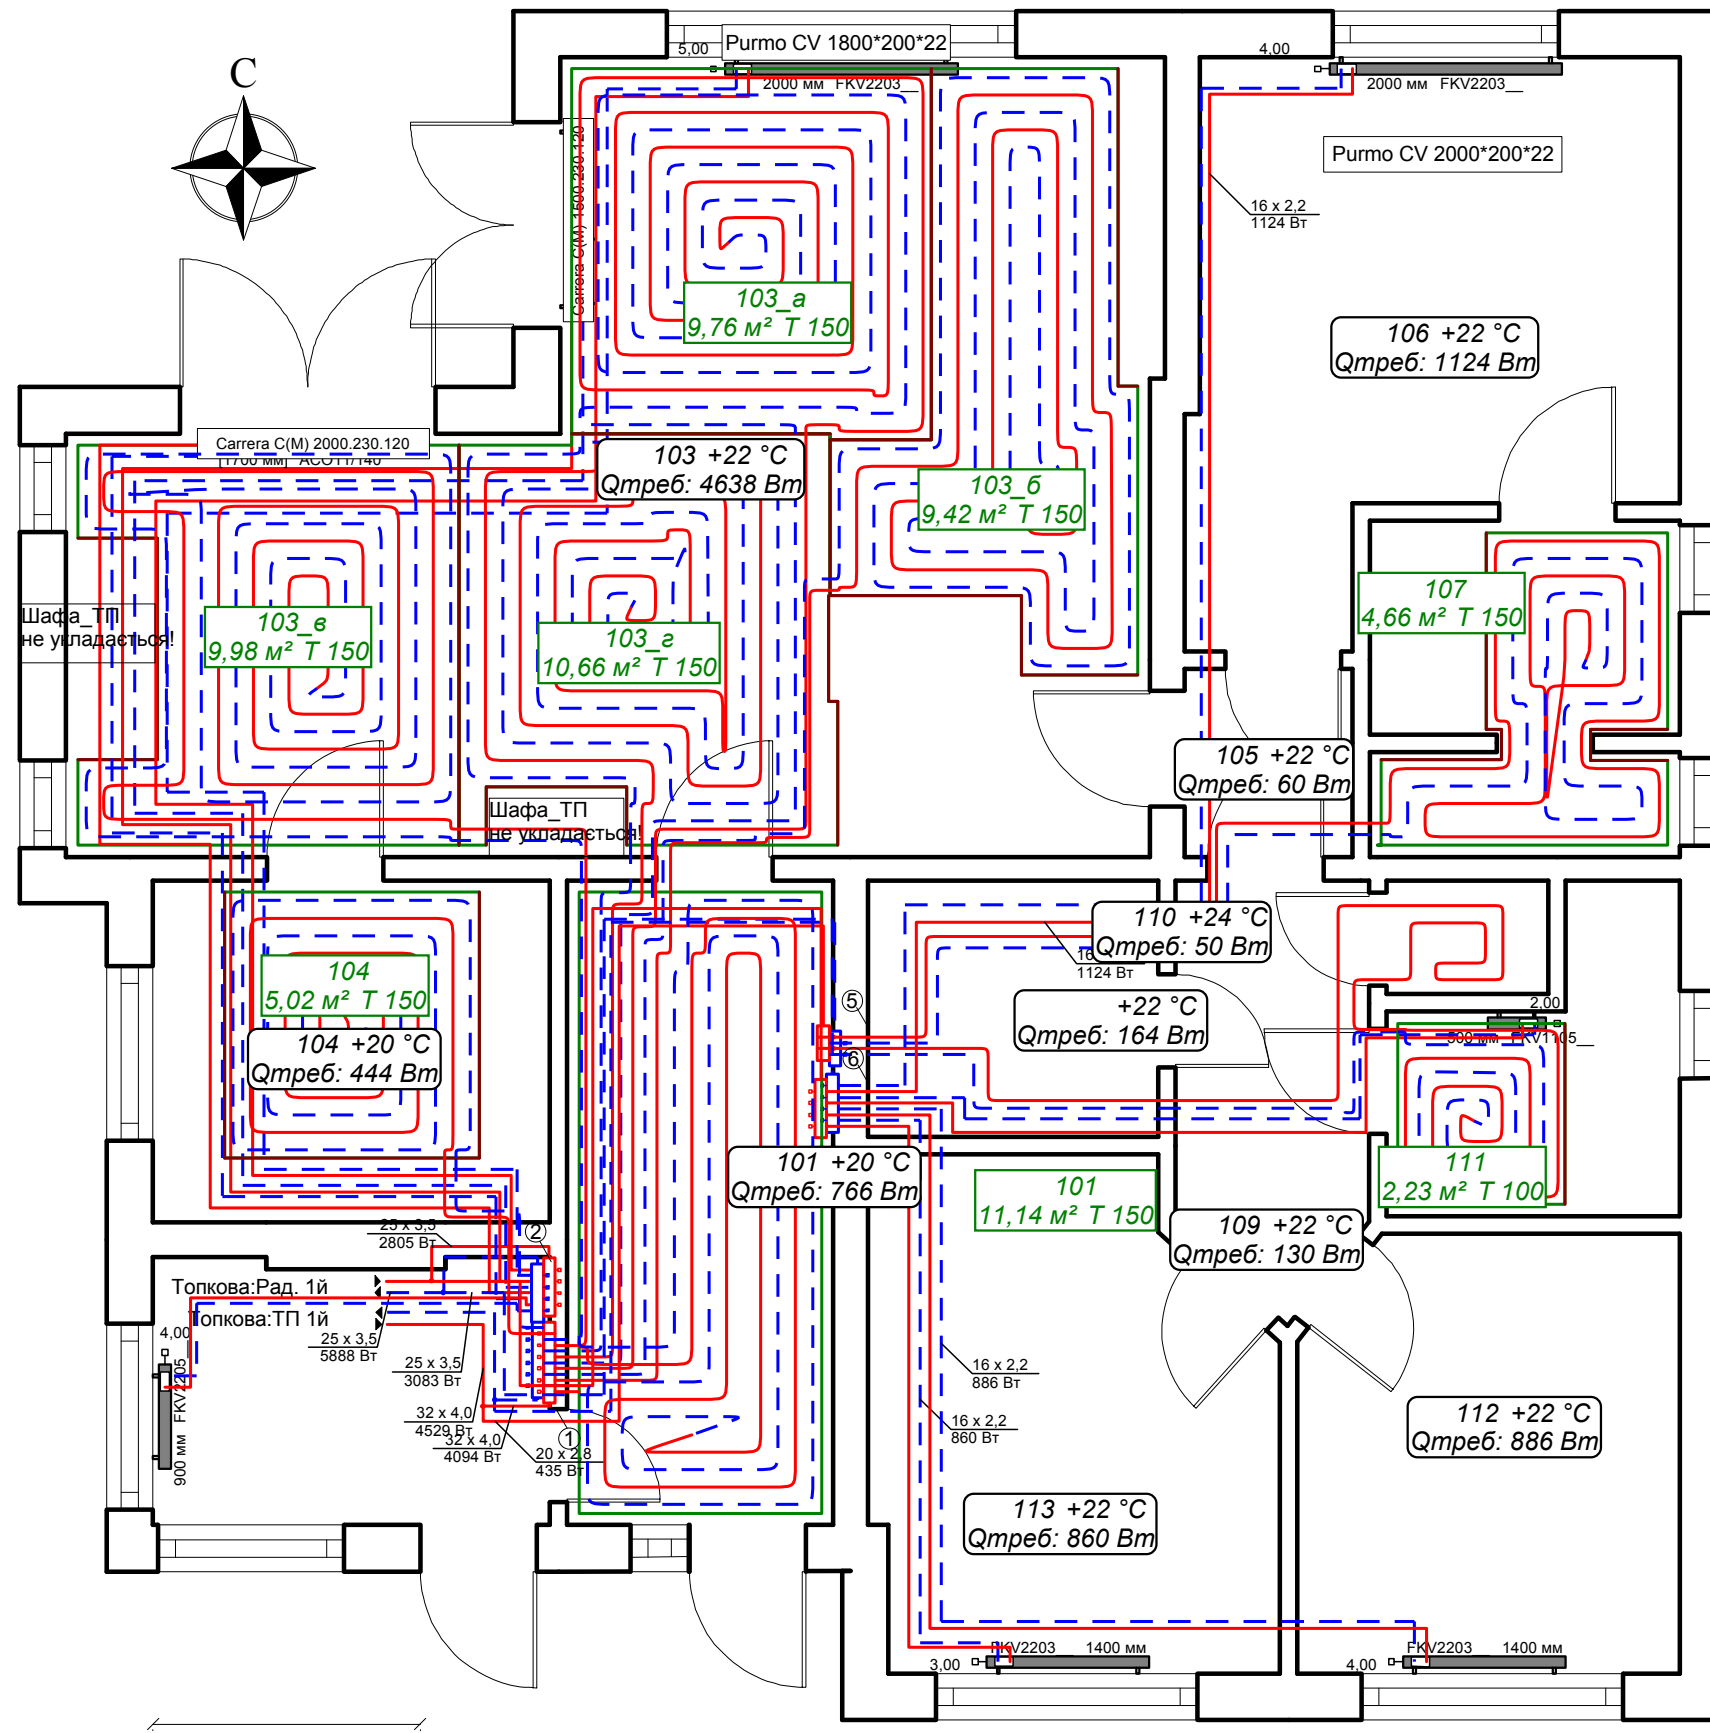 С
5,00
Purmo CV 1800*200*22
2000 мм FKV2203__
4,00
2000 мм FKV2203__
Purmo CV 2000*200*22
16 x 2,2
1124 Вт
Carrera C(M) 1500.230.120
103_а
9,76 м² T 150
106 +22 °C
Qтреб: 1124 Вт
Carrera C(M) 2000.230.120
103 +22 °C
Qтреб: 4638 Вт
103_б
9,42 м² T 150
107
4,66 м² T 150
Шафа_ТП
не укладається!
103_в
9,98 м² T 150
103_г
10,66 м² T 150
105 +22 °C
Qтреб: 60 Вт
Шафа_ТП
не укладається!
110 +24 °C
Qтреб: 50 Вт
16
1124 Вт
104
5,02 м² T 150
104 +20 °C
Qтреб: 444 Вт
5
+22 °C
Qтреб: 164 Вт
2,00
500 мм FKV1105__
6
101 +20 °C
Qтреб: 766 Вт
101
11,14 м² T 150
111
2,23 м² T 100
109 +22 °C
Qтреб: 130 Вт
25 x 3,5
2805 Вт
2
Топкова:Рад. 1й
Топкова:ТП 1й
4,00
900 мм FKV2205__
25 x 3,5
5888 Вт
25 x 3,5
3083 Вт
16 x 2,2
886 Вт
32 x 4,0
4529 Вт
32 x 4,0
4094 Вт
20 x 2,8
435 Вт
1
16 x 2,2
860 Вт
112 +22 °C
Qтреб: 886 Вт
113 +22 °C
Qтреб: 860 Вт
3,00
FKV2203__ 1400 мм
4,00
FKV2203__ 1400 мм